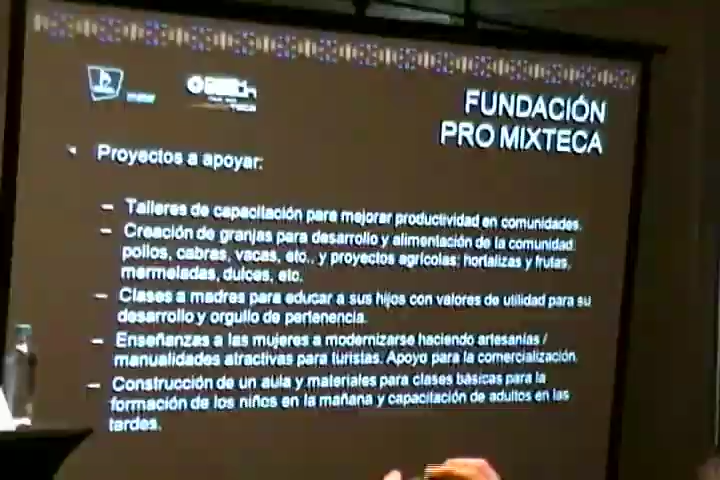 FUNDACIÓN
PRO MIXTECA
Proyectos a apoyar:
– Talleres de capacitación para mejorar productividad en comunidades.
– Creación de granjas para desarrollo y alimentación de la comunidad:
pollos, cabras, vacas, etc., y proyectos agrícolas: hortalizas y frutas,
mermeladas, dulces, etc.
– Clases a madres para educar a sus hijos con valores de utilidad para su
desarrollo y orgullo de pertenencia.
– Enseñanzas a las mujeres a modernizarse haciendo artesanías /
manualidades atractivas para turistas. Apoyo para la comercialización.
– Construcción de un aula y materiales para clases básicas para la
formación de los niños en la mañana y capacitación de adultos en las
tardes.